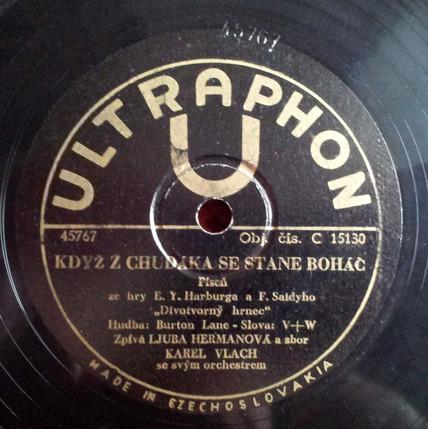 45767
ULTRAPHON
U
45767 Obj. čís. C 15130
KDYŽ Z CHUDÁKA SE STANE BOHÁČ
Píseň
ze hry E. Y. Harburga a F. Saidyho
„Divotvorný hrnec"
Hudba: Burton Lane - Slova: V+W
Zpívá LJUBA HERMANOVÁ a sbor
KAREL VLACH
se svým orchestrem
MADE IN CZECHOSLOVAKIA